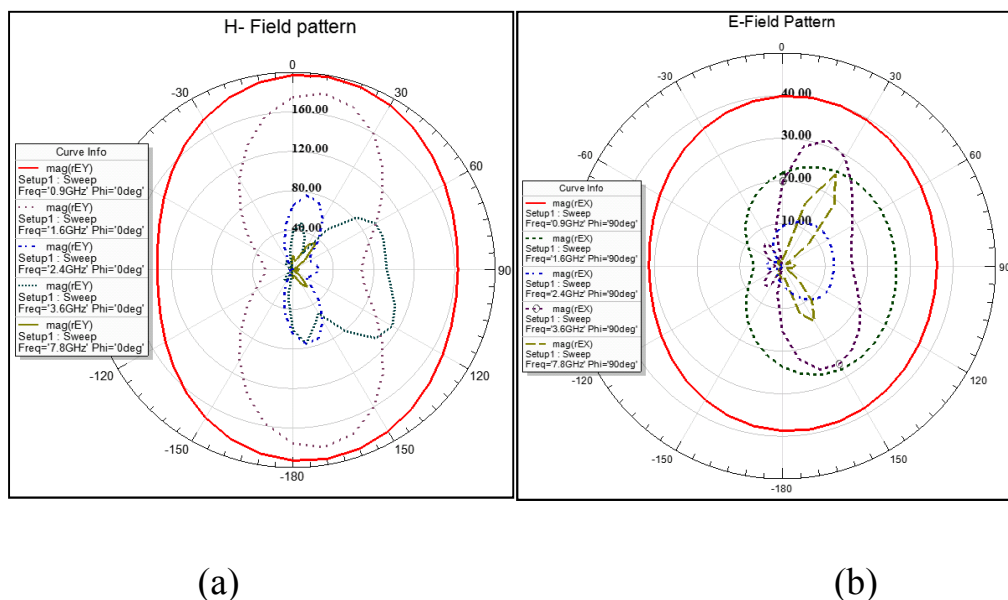 H- Field pattern
0
30
60
90
120
150
-180
-150
-120
-30
160.00
120.00
80.00
40.00
Curve Info
mag(rEY)
Setup1 : Sweep
Freq='0.9GHz' Phi='0deg'
mag(rEY)
Setup1 : Sweep
Freq='1.6GHz' Phi='0deg'
mag(rEY)
Setup1 : Sweep
Freq='2.4GHz' Phi='0deg'
mag(rEY)
Setup1 : Sweep
Freq='3.6GHz' Phi='0deg'
mag(rEY)
Setup1 : Sweep
Freq='7.8GHz' Phi='0deg'
(a)
E-Field Pattern
0
30
60
90
120
150
-180
-150
-120
-60
-30
40.00
30.00
20.00
10.00
Curve Info
mag(rEX)
Setup1 : Sweep
Freq='0.9GHz' Phi='90deg'
mag(rEX)
Setup1 : Sweep
Freq='1.6GHz' Phi='90deg'
mag(rEX)
Setup1 : Sweep
Freq='2.4GHz' Phi='90deg'
mag(rEX)
Setup1 : Sweep
Freq='3.6GHz' Phi='90deg'
mag(rEX)
Setup1 : Sweep
Freq='7.8GHz' Phi='90deg'
(b)